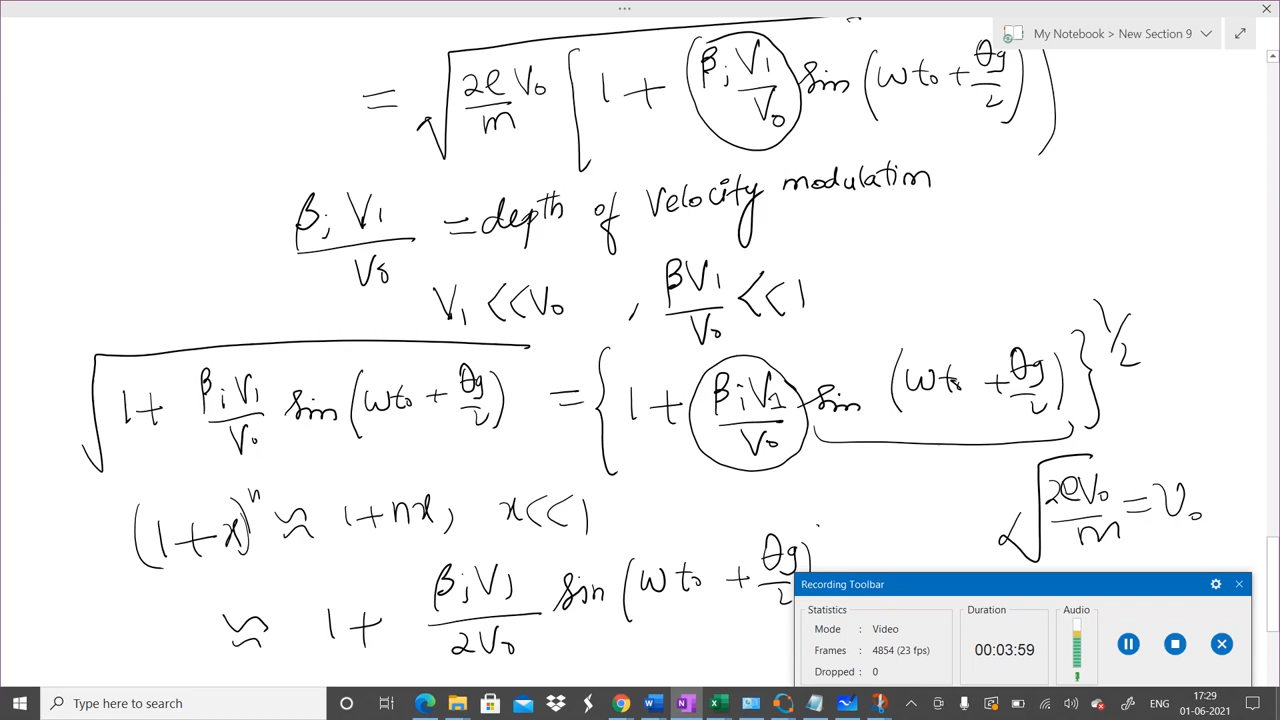 My Notebook > New Section 9
= √(2e/m V₀ [1 + (βᵢV₁/V₀) sin(ωt₀ + θg/2)])
βᵢV₁/V₀ = depth of velocity modulation
V₁ << V₀ , βV₁/V₀ << 1
√(1 + βᵢV₁/V₀ sin(ωt₀ + θg/2)) = {1 + βᵢV₁/V₀ sin(ωt₀ + θg/2)}^1/2
√(2eV₀/m) = v₀
(1+x)ⁿ ≈ 1+nx, x<<1
≈ 1 + βᵢV₁/2V₀ sin(ωt₀ + θg/2)
Recording Toolbar
Statistics
Mode : Video
Frames : 4854 (23 fps)
Dropped : 0
Duration
00:03:59
Audio
Type here to search
ENG
17:29
01-06-2021